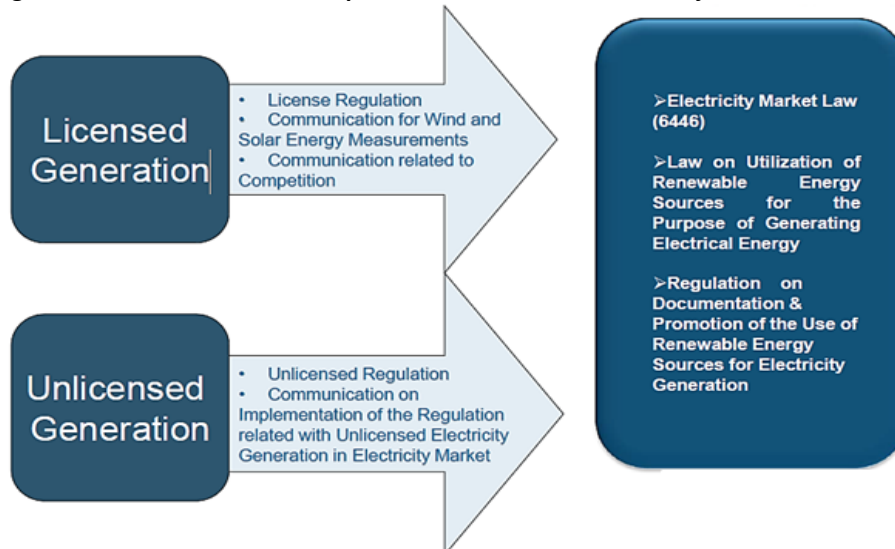 Licensed
Generation
• License Regulation
• Communication for Wind and
Solar Energy Measurements
• Communication related to
Competition
Unlicensed
Generation
• Unlicensed Regulation
• Communication on
Implementation of the Regulation
related with Unlicensed Electricity
Generation in Electricity Market
➢Electricity Market Law
(6446)
➢Law on Utilization of
Renewable Energy
Sources for the
Purpose of Generating
Electrical Energy
➢Regulation on
Documentation &
Promotion of the Use of
Renewable Energy
Sources for Electricity
Generation